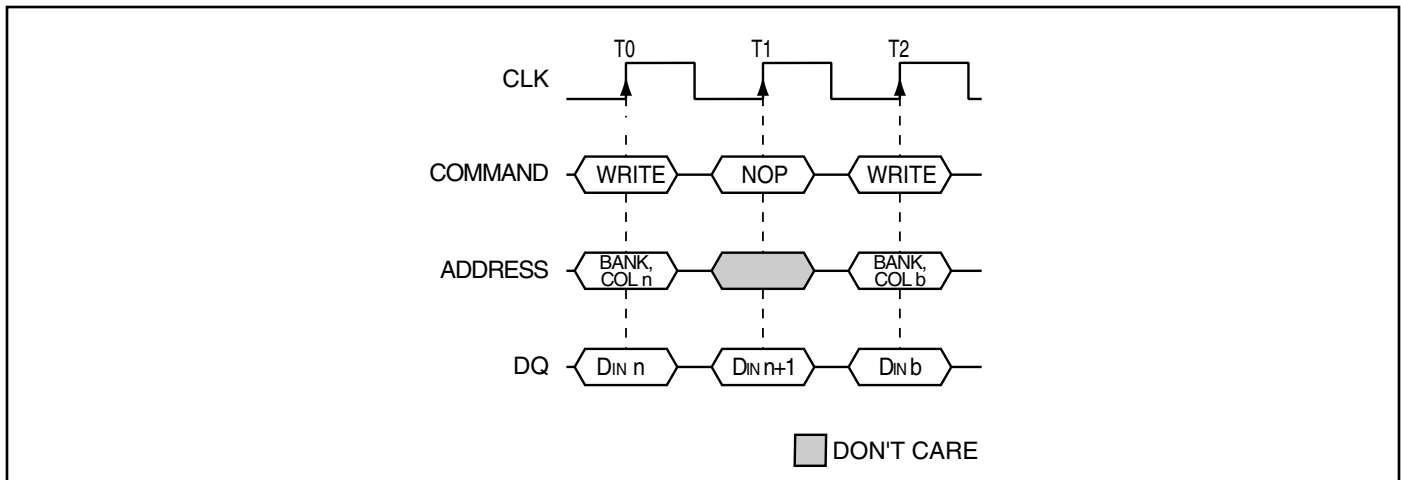 T0 T1 T2
CLK
COMMAND WRITE NOP WRITE
ADDRESS BANK, COL n BANK, COL b
DQ DIN n DIN n+1 DIN b
DON'T CARE